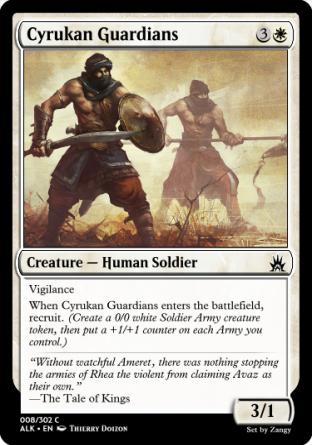 Cyrukan Guardians 3
Creature — Human Soldier
Vigilance
When Cyrukan Guardians enters the battlefield,
recruit. (Create a 0/0 white Soldier Army creature
token, then put a +1/+1 counter on each Army you
control.)
“Without watchful Ameret, there was nothing stopping
the armies of Rhea the violent from claiming Avaz as
their own.”
—The Tale of Kings
3/1
008/302 C
ALK • EN Thierry Doizon
Set by Zangy